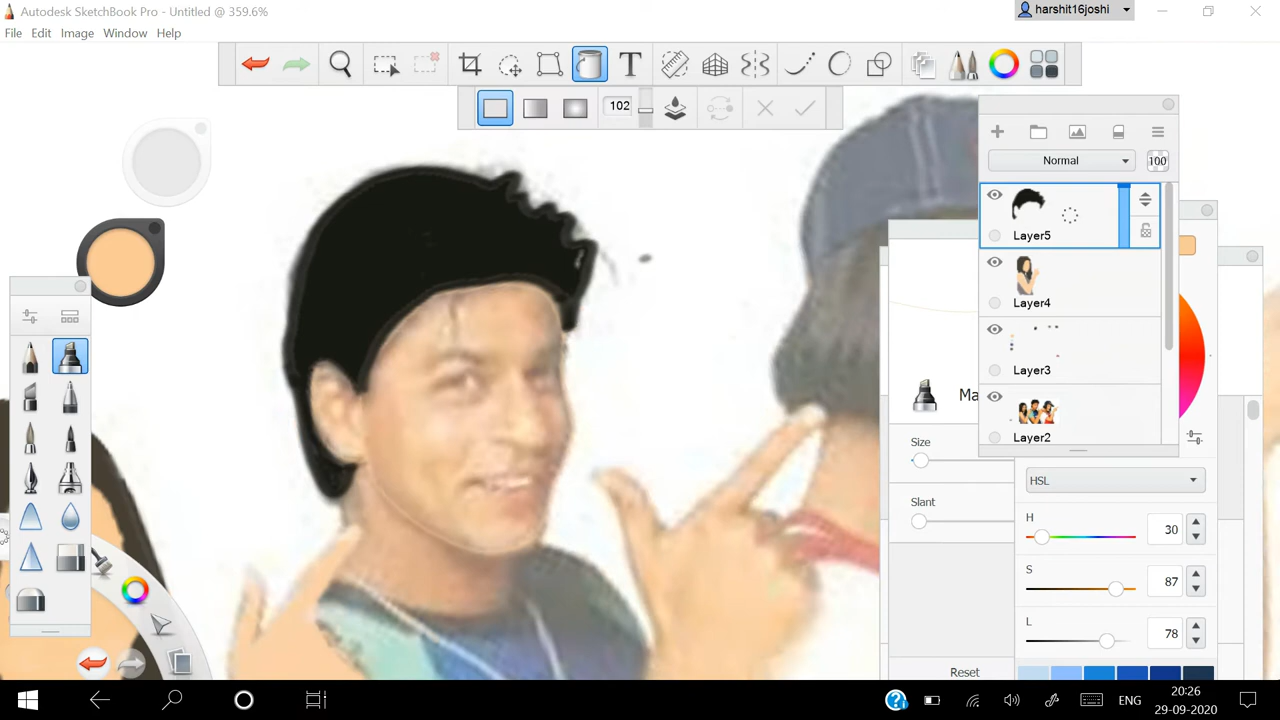 Autodesk SketchBook Pro - Untitled @ 359.6%
harshit16joshi
File Edit Image Window Help
T
102
Normal 100
Layer5
Layer4
Layer3
Layer2
Ma
Size
Slant
Reset
HSL
H 30
S 87
L 78
ENG
20:26
29-09-2020